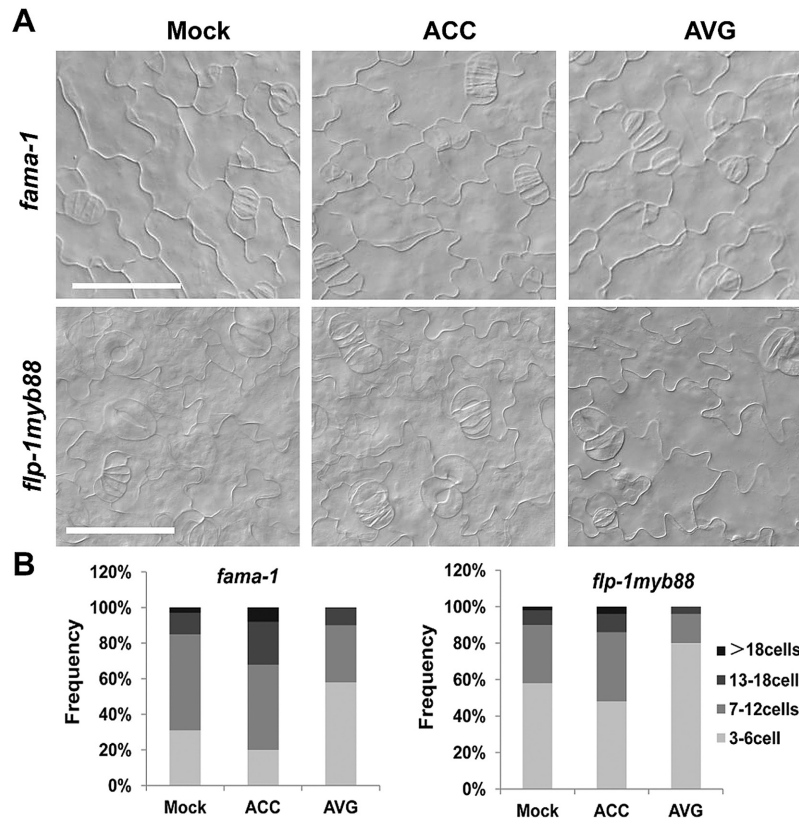 A
Mock ACC AVG
fama-1
flp-1myb88
B
fama-1
Frequency
120%
100%
80%
60%
40%
20%
0%
Mock ACC AVG
flp-1myb88
Frequency
120%
100%
80%
60%
40%
20%
0%
Mock ACC AVG
>18cells
13-18cell
7-12cells
3-6cell